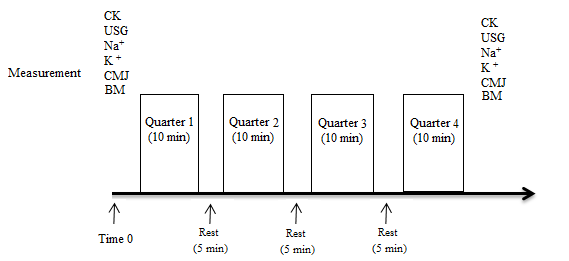 CK
USG
Na+
K +
CMJ
BM
Measurement
CK
USG
Na+
K +
CMJ
BM
Quarter 1
(10 min)
Quarter 2
(10 min)
Quarter 3
(10 min)
Quarter 4
(10 min)
Time 0
Rest
(5 min)
Rest
(5 min)
Rest
(5 min)